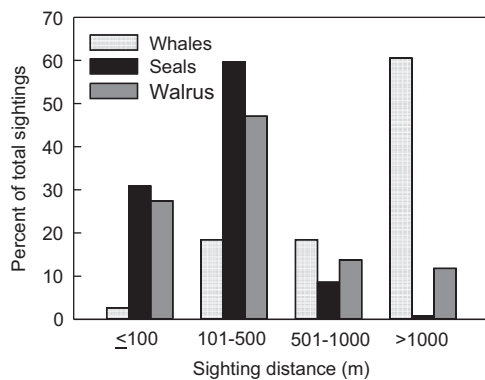 Percent of total sightings
70
60
50
40
30
20
10
0
Whales
Seals
Walrus
≤100 101-500 501-1000 >1000
Sighting distance (m)